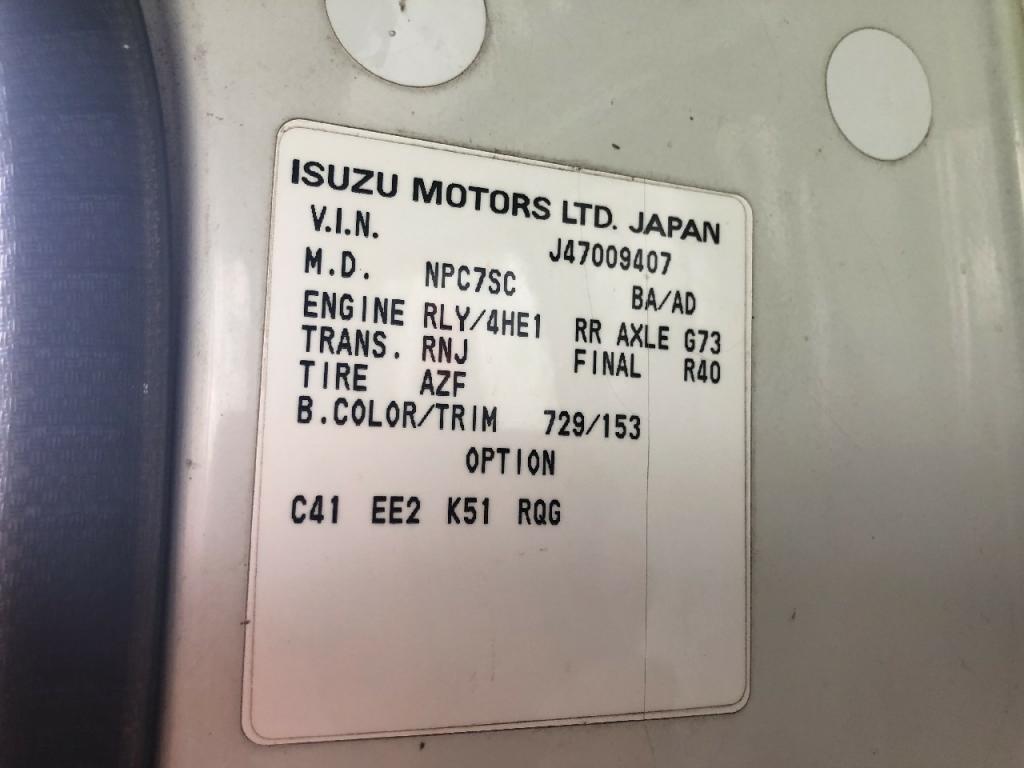 ISUZU MOTORS LTD. JAPAN
V.I.N. J47009407
M.D. NPC7SC BA/AD
ENGINE RLY/4HE1 RR AXLE G73
TRANS. RNJ FINAL R40
TIRE AZF
B.COLOR/TRIM 729/153
OPTION
C41 EE2 K51 RQG